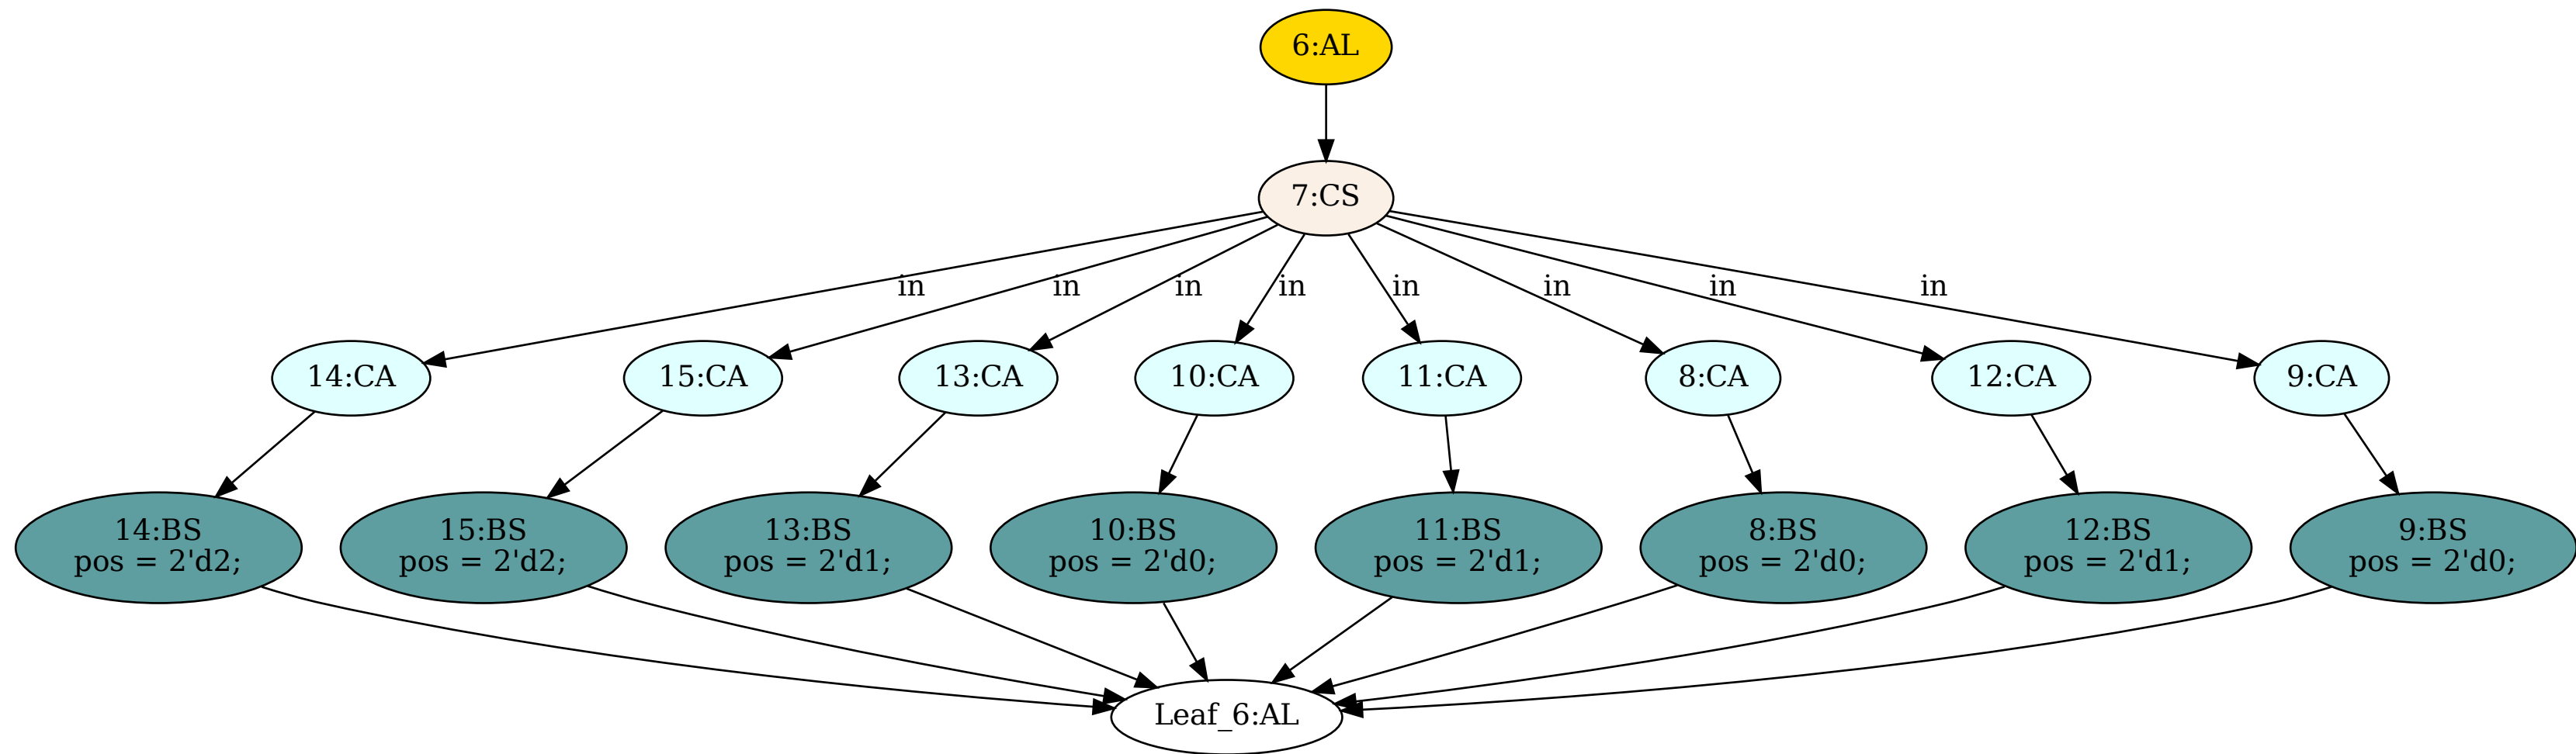 6:AL
7:CS
in in in in in in in in
14:CA 15:CA 13:CA 10:CA 11:CA 8:CA 12:CA 9:CA
14:BS
pos = 2'd2;
15:BS
pos = 2'd2;
13:BS
pos = 2'd1;
10:BS
pos = 2'd0;
11:BS
pos = 2'd1;
8:BS
pos = 2'd0;
12:BS
pos = 2'd1;
9:BS
pos = 2'd0;
Leaf_6:AL